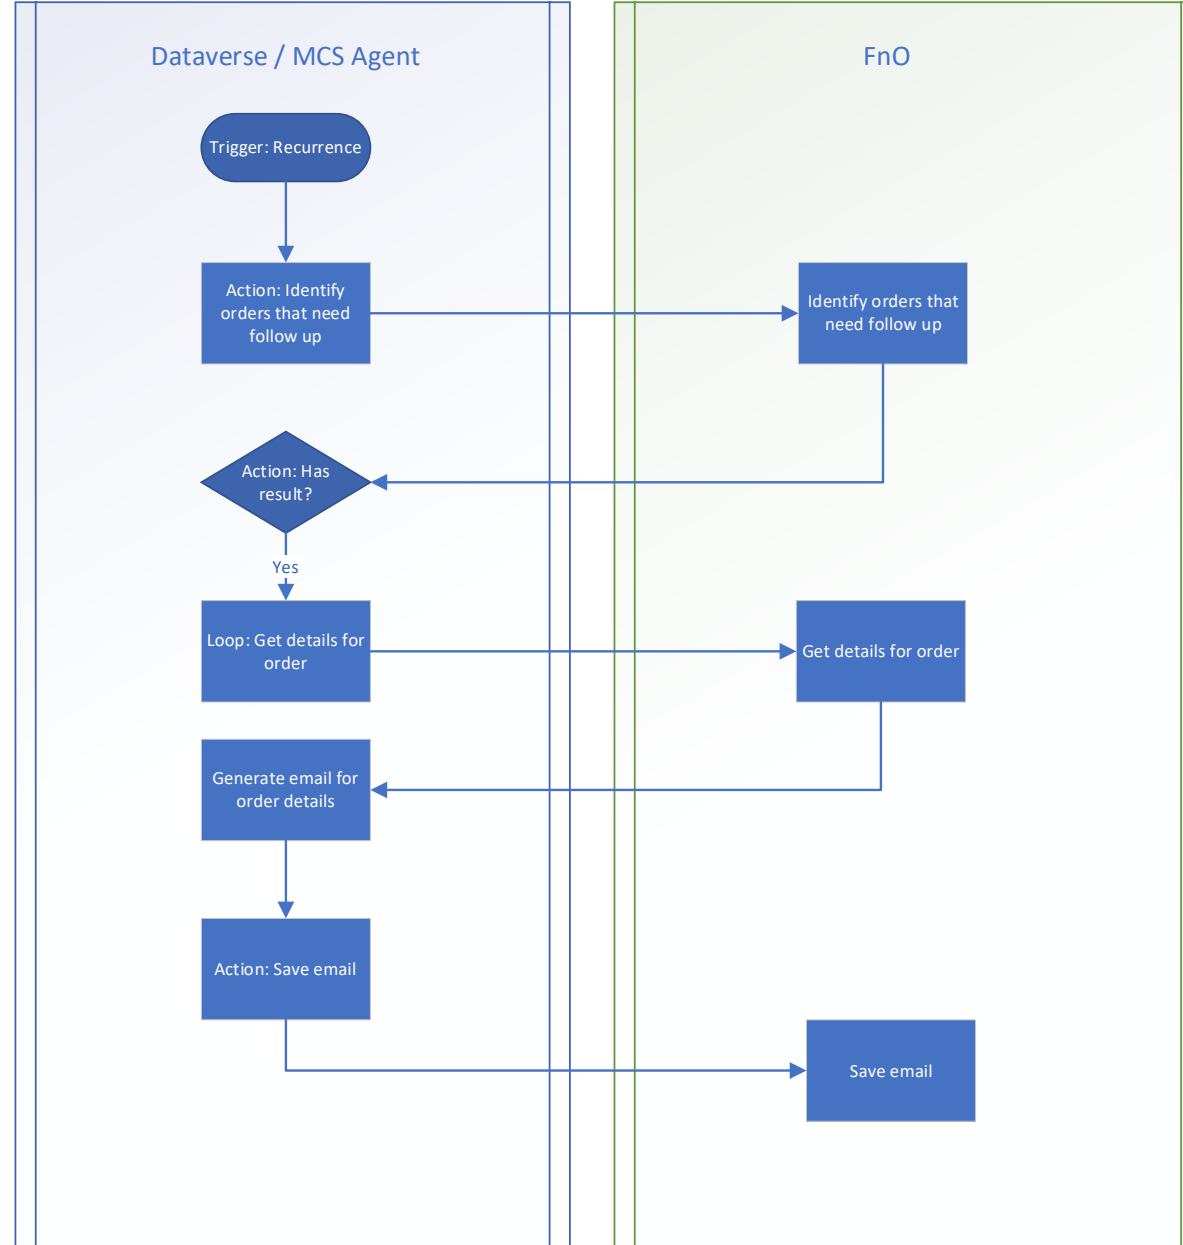 Dataverse / MCS Agent
FnO
Trigger: Recurrence
Action: Identify
orders that need
follow up
Identify orders that
need follow up
Action: Has
result?
Yes
Loop: Get details for
order
Get details for order
Generate email for
order details
Action: Save email
Save email